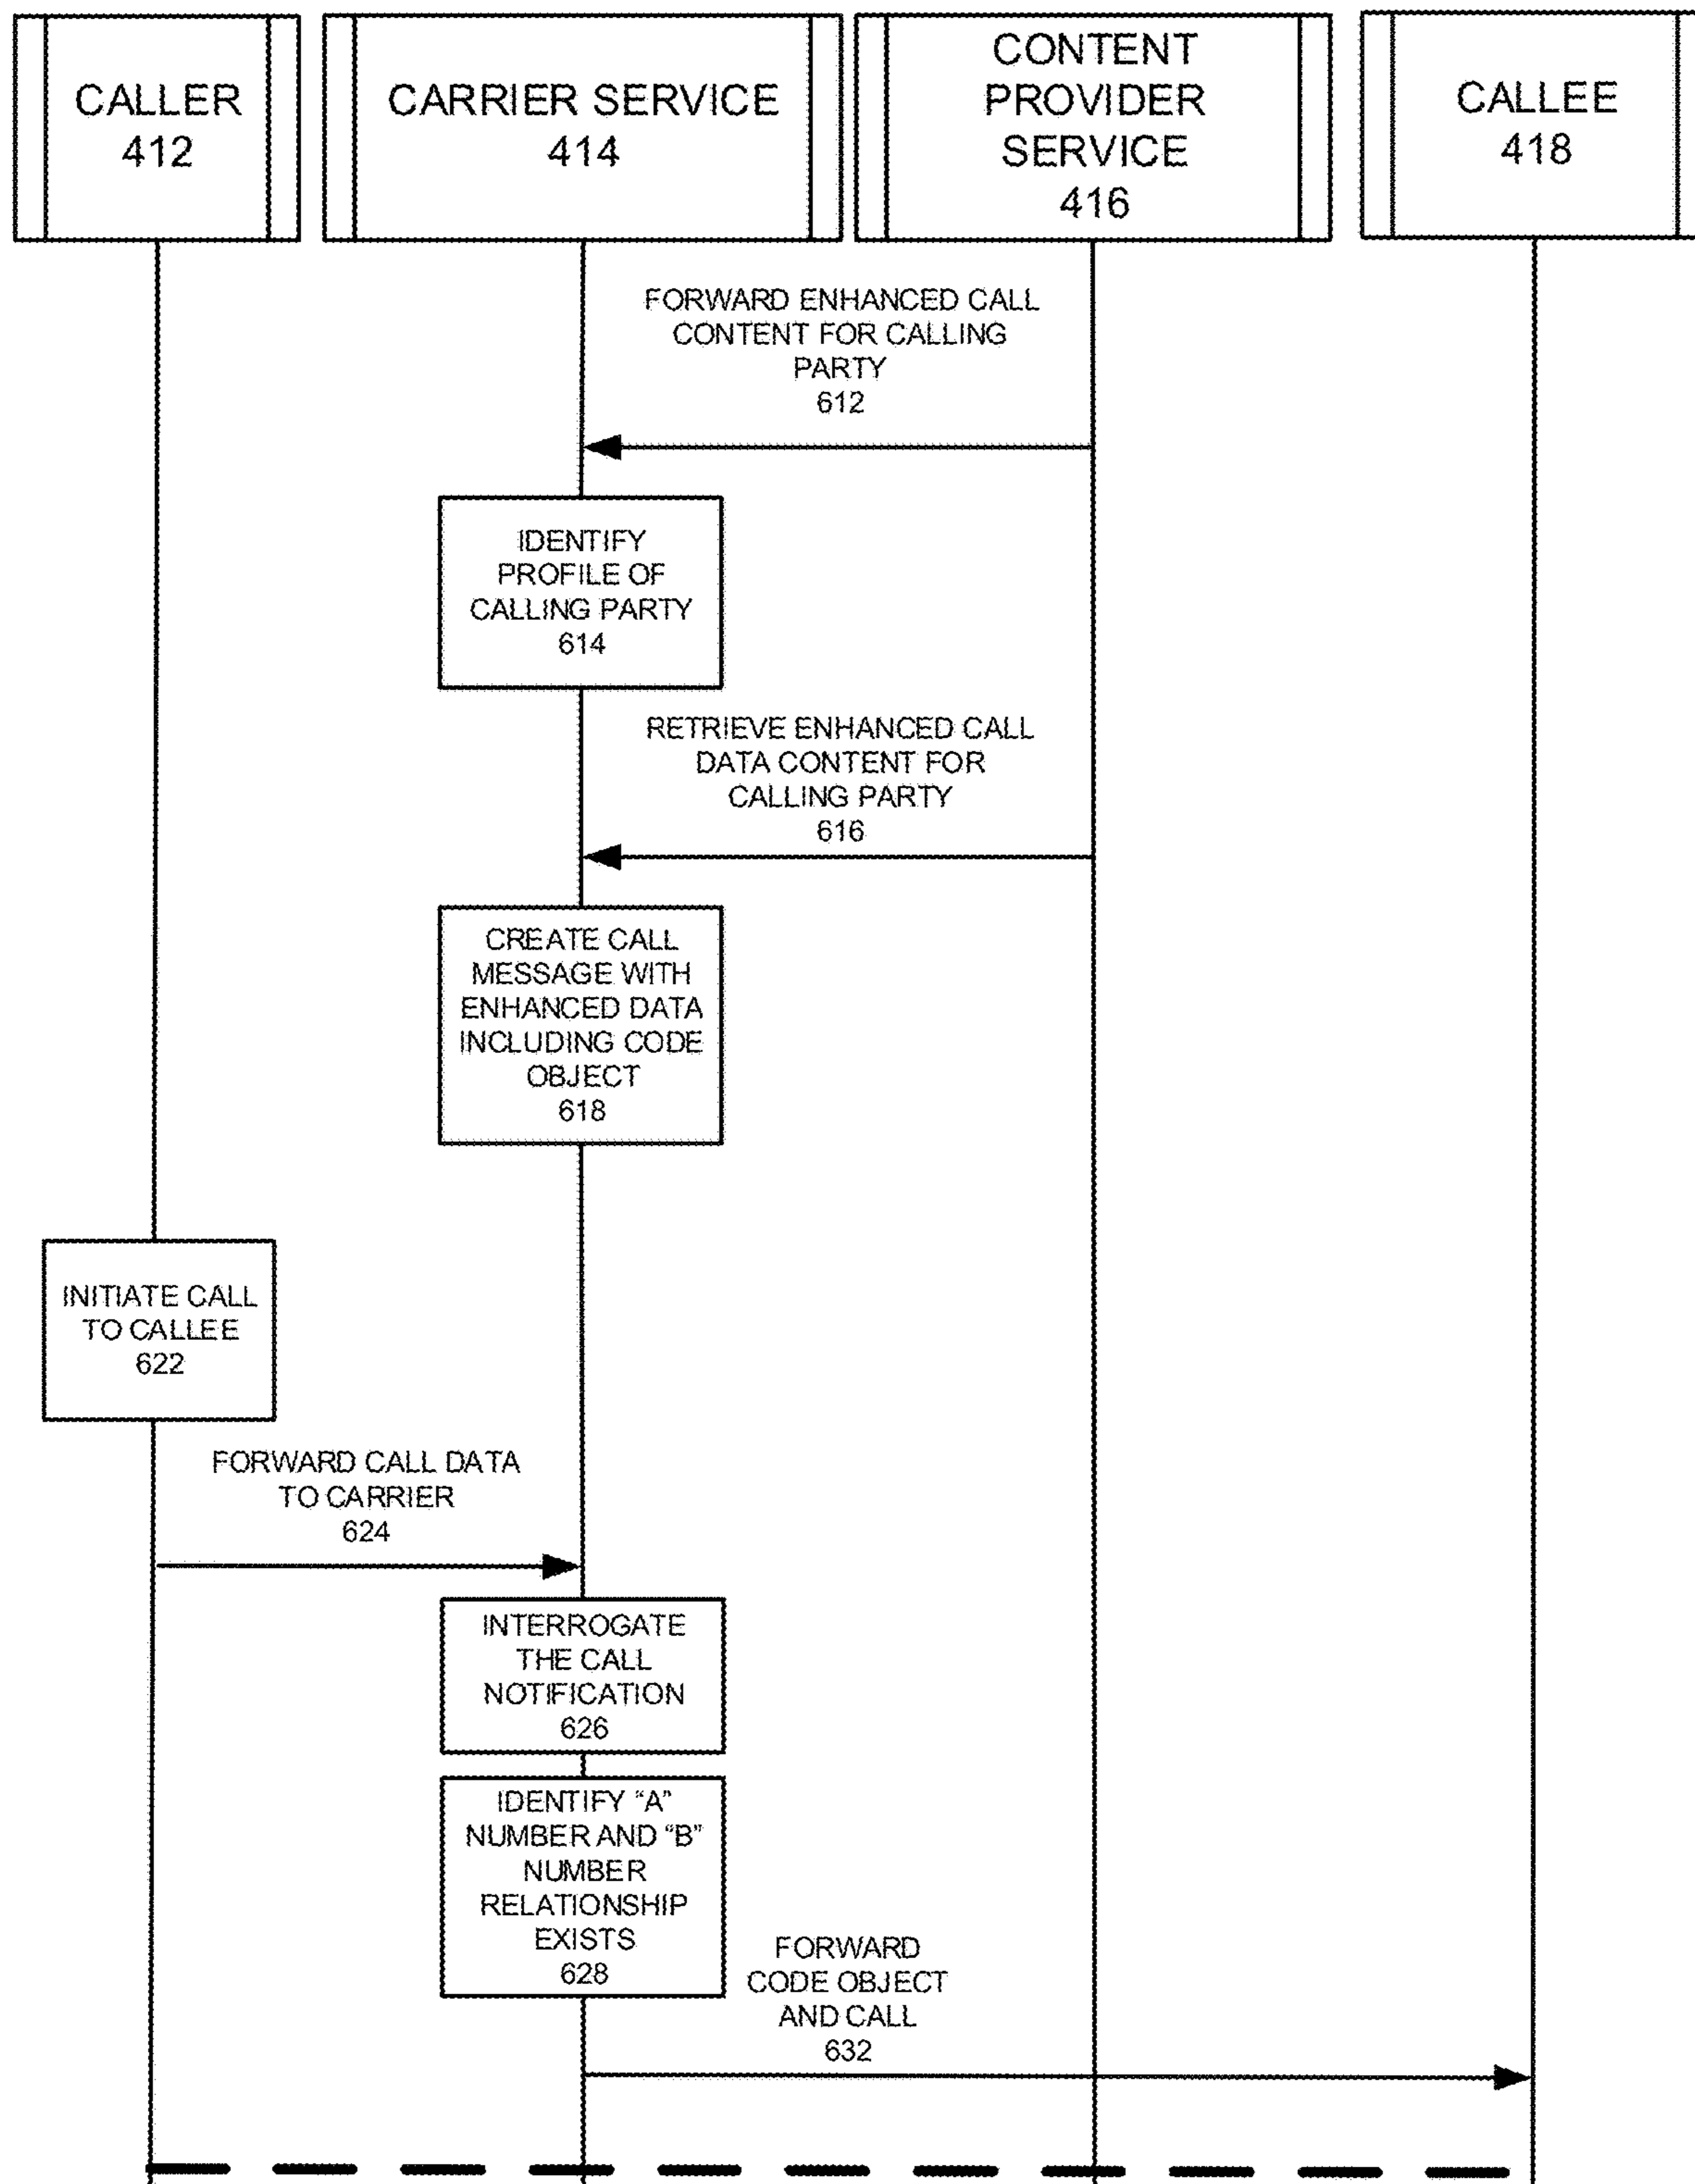 CALLER
412
CARRIER SERVICE
414
CONTENT
PROVIDER
SERVICE
416
CALLEE
418
FORWARD ENHANCED CALL
CONTENT FOR CALLING
PARTY
612
IDENTIFY
PROFILE OF
CALLING PARTY
614
RETRIEVE ENHANCED CALL
DATA CONTENT FOR
CALLING PARTY
616
CREATE CALL
MESSAGE WITH
ENHANCED DATA
INCLUDING CODE
OBJECT
618
INITIATE CALL
TO CALLEE
622
FORWARD CALL DATA
TO CARRIER
624
INTERROGATE
THE CALL
NOTIFICATION
626
IDENTIFY “A”
NUMBER AND “B”
NUMBER
RELATIONSHIP
EXISTS
628
FORWARD
CODE OBJECT
AND CALL
632